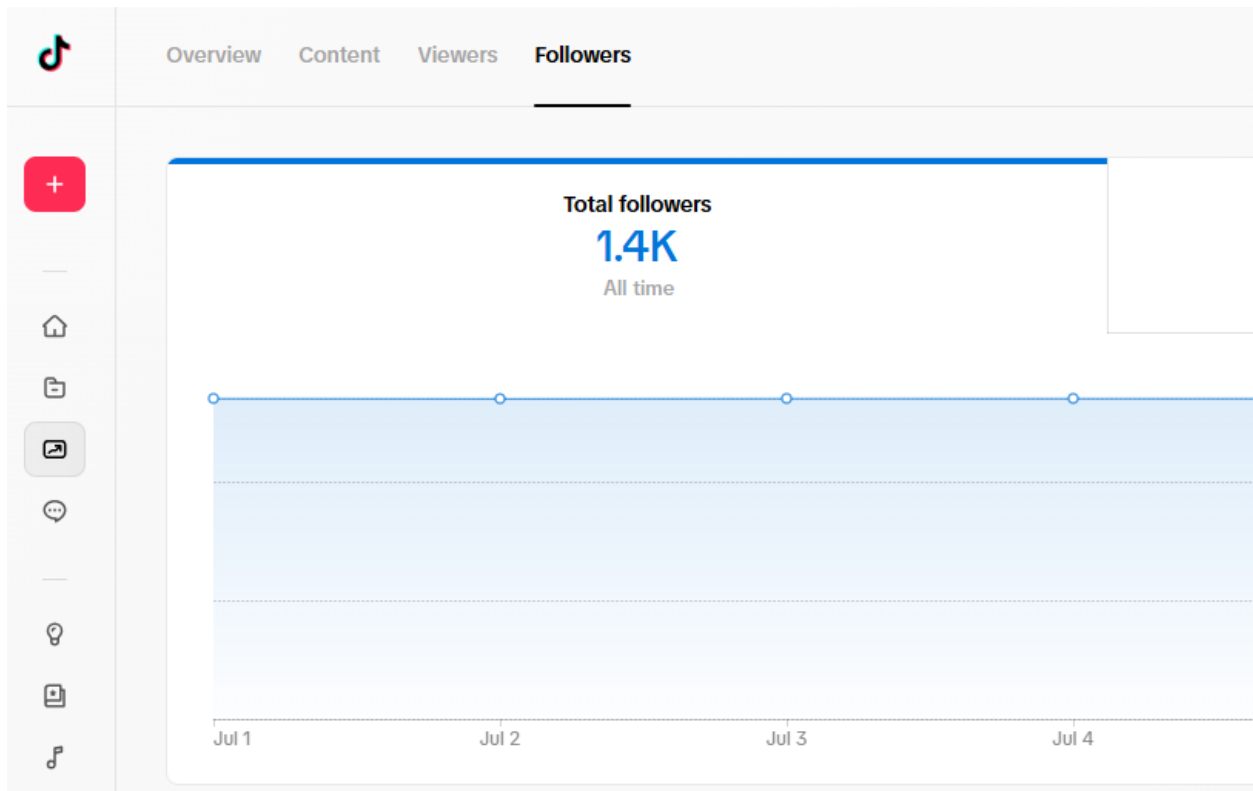 Overview Content Viewers Followers
Total followers
1.4K
All time
Jul 1 Jul 2 Jul 3 Jul 4